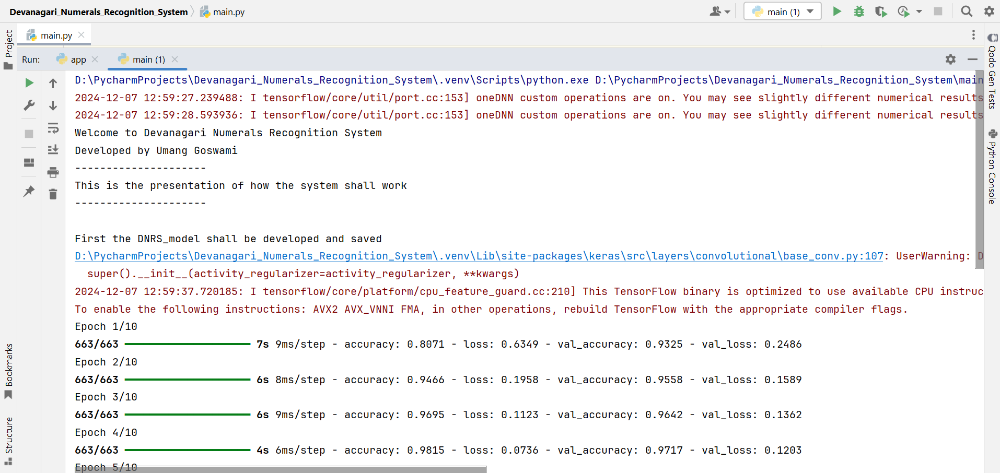 Devanagari_Numerals_Recognition_System main.py
main (1)
main.py
Run: app main (1)
D:\PycharmProjects\Devanagari_Numerals_Recognition_System\.venv\Scripts\python.exe D:\PycharmProjects\Devanagari_Numerals_Recognition_System\main
2024-12-07 12:59:27.239488: I tensorflow/core/util/port.cc:153] oneDNN custom operations are on. You may see slightly different numerical results
2024-12-07 12:59:28.593936: I tensorflow/core/util/port.cc:153] oneDNN custom operations are on. You may see slightly different numerical results
Welcome to Devanagari Numerals Recognition System
Developed by Umang Goswami
---------------------
This is the presentation of how the system shall work
---------------------
First the DNRS_model shall be developed and saved
D:\PycharmProjects\Devanagari_Numerals_Recognition_System\.venv\Lib\site-packages\keras\src\layers\convolutional\base_conv.py:107: UserWarning: D
super().__init__(activity_regularizer=activity_regularizer, **kwargs)
2024-12-07 12:59:37.720185: I tensorflow/core/platform/cpu_feature_guard.cc:210] This TensorFlow binary is optimized to use available CPU instruc
To enable the following instructions: AVX2 AVX_VNNI FMA, in other operations, rebuild TensorFlow with the appropriate compiler flags.
Epoch 1/10
663/663 7s 9ms/step - accuracy: 0.8071 - loss: 0.6349 - val_accuracy: 0.9325 - val_loss: 0.2486
Epoch 2/10
663/663 6s 8ms/step - accuracy: 0.9466 - loss: 0.1958 - val_accuracy: 0.9558 - val_loss: 0.1589
Epoch 3/10
663/663 6s 9ms/step - accuracy: 0.9695 - loss: 0.1123 - val_accuracy: 0.9642 - val_loss: 0.1362
Epoch 4/10
663/663 4s 6ms/step - accuracy: 0.9815 - loss: 0.0736 - val_accuracy: 0.9717 - val_loss: 0.1203
Epoch 5/10
Project
Bookmarks
Structure
Qodo Gen Tests
Python Console